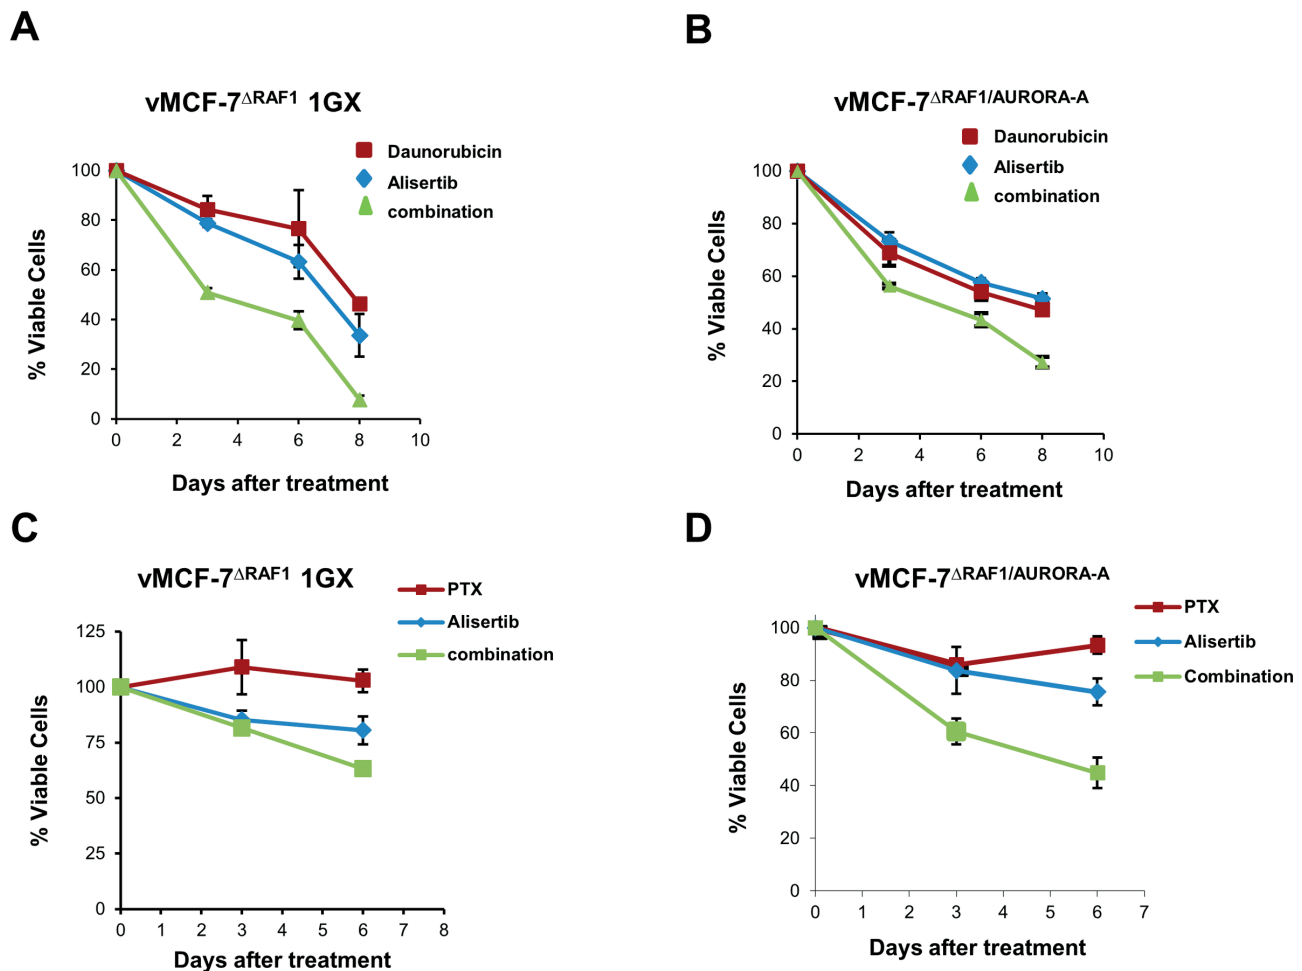 A
vMCF-7ΔRAF1 1GX
Daunorubicin
Alisertib
combination
100
80
60
40
20
0
0 2 4 6 8 10
% Viable Cells
Days after treatment
B
vMCF-7ΔRAF1/AURORA-A
Daunorubicin
Alisertib
combination
100
80
60
40
20
0
0 2 4 6 8 10
% Viable Cells
Days after treatment
C
vMCF-7ΔRAF1 1GX
PTX
Alisertib
combination
125
100
75
50
25
0
0 1 2 3 4 5 6 7 8
% Viable Cells
Days after treatment
D
vMCF-7ΔRAF1/AURORA-A
PTX
Alisertib
Combination
100
80
60
40
20
0
0 1 2 3 4 5 6 7
% Viable Cells
Days after treatment